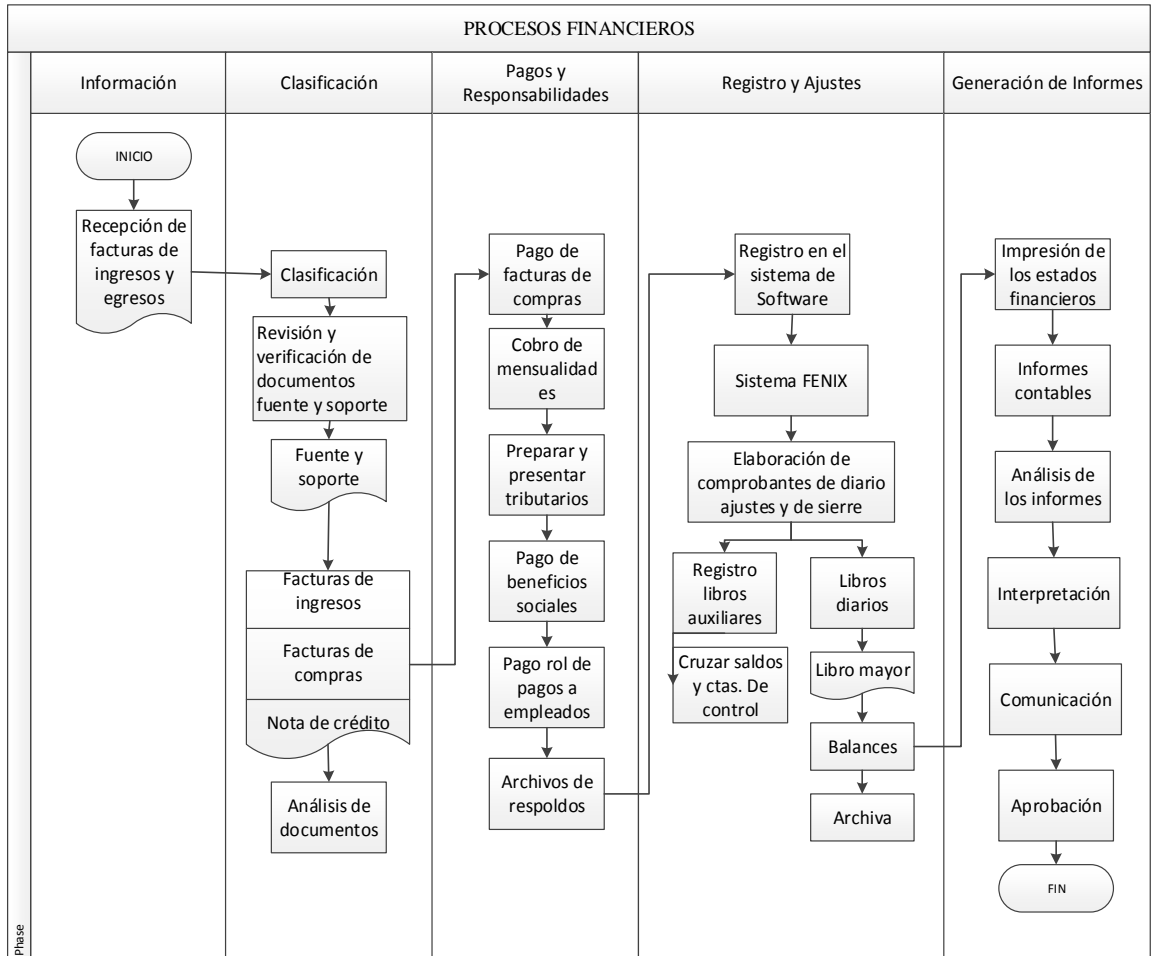 PROCESOS FINANCIEROS
Información
Clasificación
Pagos y
Responsabilidades
Registro y Ajustes
Generación de Informes
INICIO
Recepción de
facturas de
ingresos y
egresos
Clasificación
Revisión y
verificación de
documentos
fuente y soporte
Fuente y
soporte
Facturas de
ingresos
Facturas de
compras
Nota de crédito
Análisis de
documentos
Pago de
facturas de
compras
Cobro de
mensualidad
es
Preparar y
presentar
tributarios
Pago de
beneficios
sociales
Pago rol de
pagos a
empleados
Archivos de
respoldos
Registro en el
sistema de
Software
Sistema FENIX
Elaboración de
comprobantes de diario
ajustes y de sierre
Registro
libros
auxiliares
Cruzar saldos
y ctas. De
control
Libros
diarios
Libro mayor
Balances
Archiva
Impresión de
los estados
financieros
Informes
contables
Análisis de
los informes
Interpretación
Comunicación
Aprobación
FIN
Phase